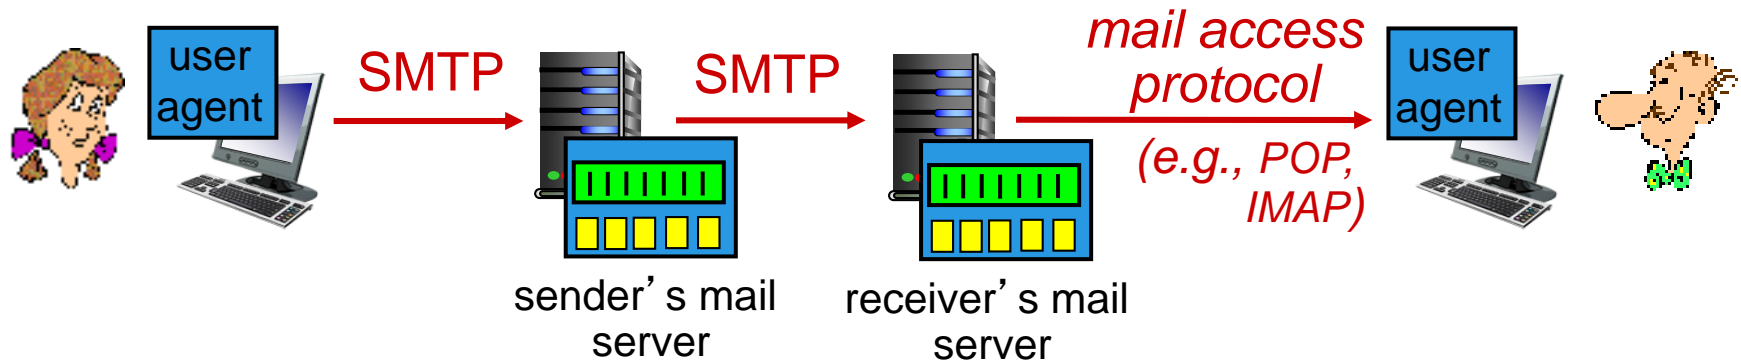 user
agent
SMTP
SMTP
mail access
protocol
(e.g., POP,
IMAP)
user
agent
sender’s mail
server
receiver’s mail
server